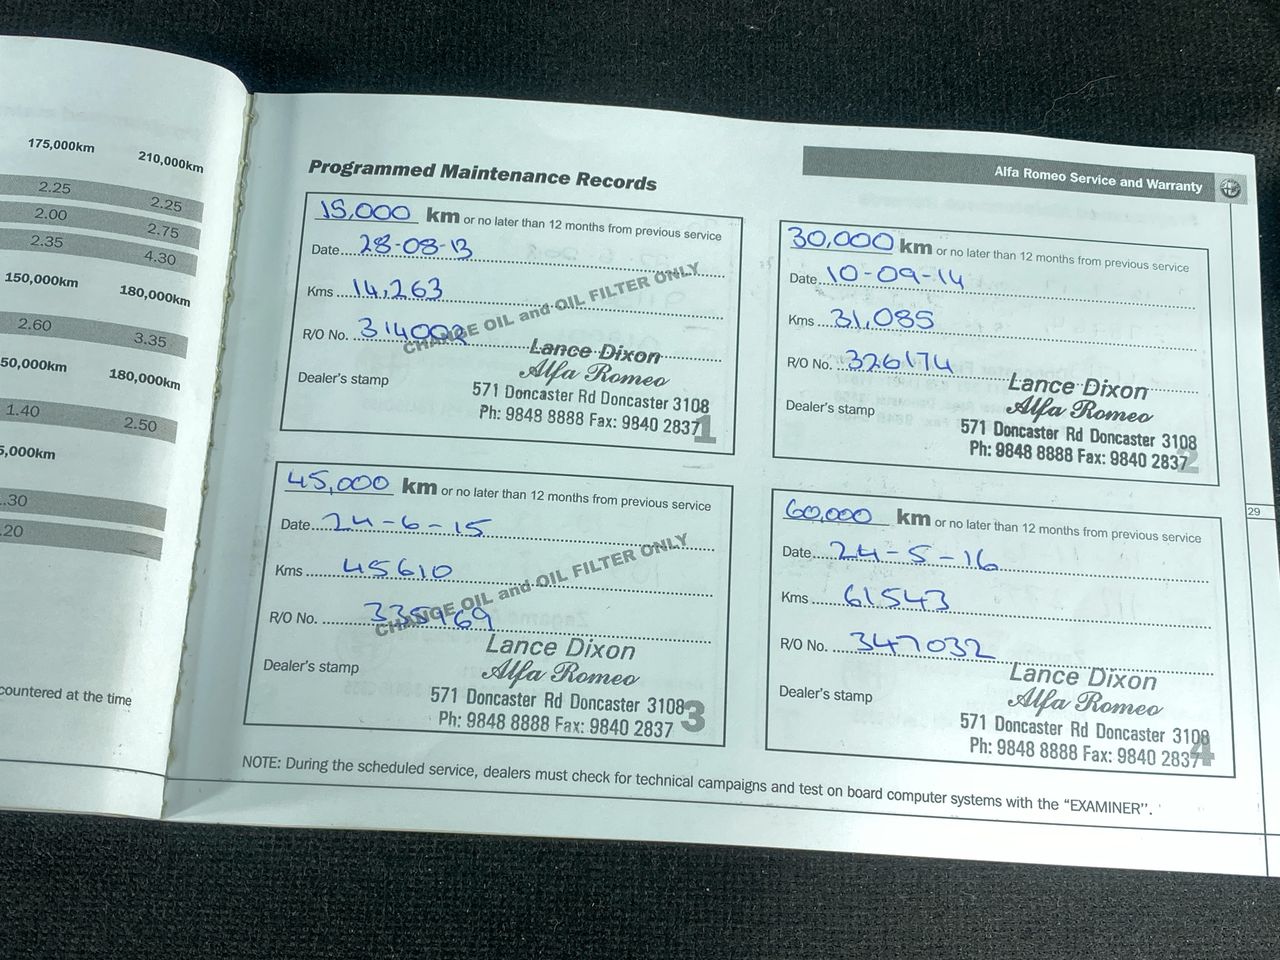 175,000km 210,000km
2.25 2.25
2.00 2.75
2.35 4.30
150,000km 180,000km
2.60 3.35
50,000km 180,000km
1.40 2.50
5,000km
.30
.20
countered at the time
Alfa Romeo Service and Warranty
Programmed Maintenance Records
15,000 km or no later than 12 months from previous service
Date 28-08-13
Kms 14,263
R/O No. 314002
CHANGE OIL and OIL FILTER ONLY
Dealer's stamp
Lance Dixon
Alfa Romeo
571 Doncaster Rd Doncaster 3108
Ph: 9848 8888 Fax: 9840 2837
1
30,000 km or no later than 12 months from previous service
Date 10-09-14
Kms 31,085
R/O No. 326174
Dealer's stamp
Lance Dixon
Alfa Romeo
571 Doncaster Rd Doncaster 3108
Ph: 9848 8888 Fax: 9840 2837
2
45,000 km or no later than 12 months from previous service
Date 24-6-15
Kms 45610
R/O No. 335969
CHANGE OIL and OIL FILTER ONLY
Dealer's stamp
Lance Dixon
Alfa Romeo
571 Doncaster Rd Doncaster 3108
Ph: 9848 8888 Fax: 9840 2837
3
60,000 km or no later than 12 months from previous service
Date 24-5-16
Kms 61543
R/O No. 347032
Dealer's stamp
Lance Dixon
Alfa Romeo
571 Doncaster Rd Doncaster 3108
Ph: 9848 8888 Fax: 9840 2837
4
29
NOTE: During the scheduled service, dealers must check for technical campaigns and test on board computer systems with the “EXAMINER”.